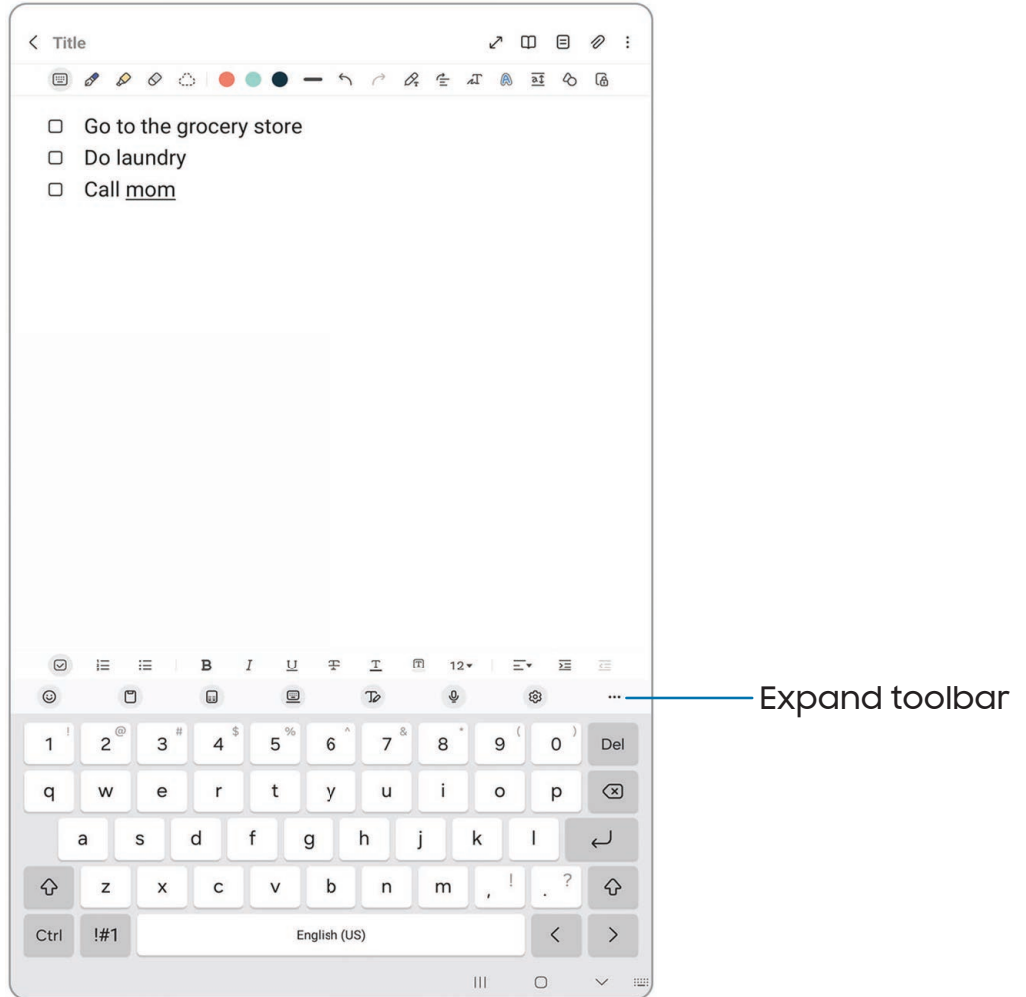 Title
Go to the grocery store
Do laundry
Call mom
B I U T T T 12
Expand toolbar
1 ! 2 @ 3 # 4 $ 5 % 6 ^ 7 & 8 * 9 ( 0 ) Del
q w e r t y u i o p
a s d f g h j k l
z x c v b n m , ! . ?
Ctrl !#1 English (US) < >